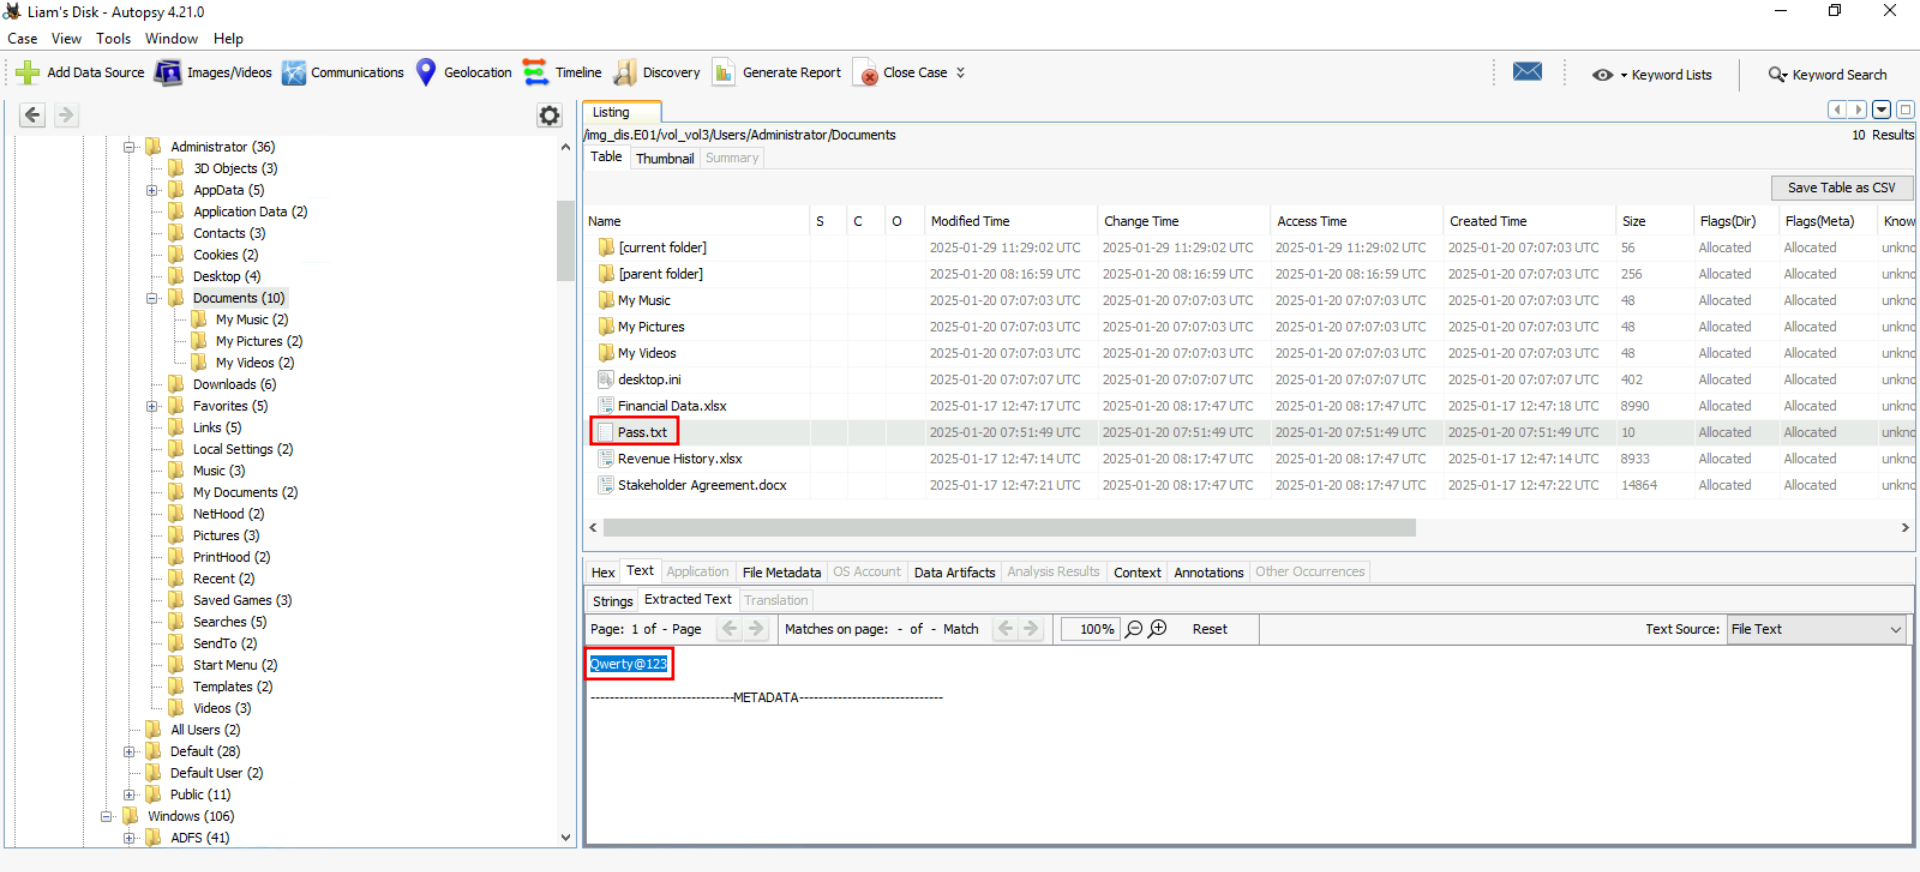 Liam's Disk - Autopsy 4.21.0
Case View Tools Window Help
Add Data Source Images/Videos Communications Geolocation Timeline Discovery Generate Report Close Case Keyword Lists Keyword Search
Listing
/img_dis.E01/vol_vol3/Users/Administrator/Documents 10 Results
Table Thumbnail Summary
Save Table as CSV
Administrator (36)
3D Objects (3)
AppData (5)
Application Data (2)
Contacts (3)
Cookies (2)
Desktop (4)
Documents (10)
My Music (2)
My Pictures (2)
My Videos (2)
Downloads (6)
Favorites (5)
Links (5)
Local Settings (2)
Music (3)
My Documents (2)
NetHood (2)
Pictures (3)
PrintHood (2)
Recent (2)
Saved Games (3)
Searches (5)
SendTo (2)
Start Menu (2)
Templates (2)
Videos (3)
All Users (2)
Default (28)
Default User (2)
Public (11)
Windows (106)
ADFS (41)
Name S C O Modified Time Change Time Access Time Created Time Size Flags(Dir) Flags(Meta) Know
[current folder] 2025-01-29 11:29:02 UTC 2025-01-29 11:29:02 UTC 2025-01-29 11:29:02 UTC 2025-01-20 07:07:03 UTC 56 Allocated Allocated unknc
[parent folder] 2025-01-20 08:16:59 UTC 2025-01-20 08:16:59 UTC 2025-01-20 08:16:59 UTC 2025-01-20 07:07:03 UTC 256 Allocated Allocated unknc
My Music 2025-01-20 07:07:03 UTC 2025-01-20 07:07:03 UTC 2025-01-20 07:07:03 UTC 2025-01-20 07:07:03 UTC 48 Allocated Allocated unknc
My Pictures 2025-01-20 07:07:03 UTC 2025-01-20 07:07:03 UTC 2025-01-20 07:07:03 UTC 2025-01-20 07:07:03 UTC 48 Allocated Allocated unknc
My Videos 2025-01-20 07:07:03 UTC 2025-01-20 07:07:03 UTC 2025-01-20 07:07:03 UTC 2025-01-20 07:07:03 UTC 48 Allocated Allocated unknc
desktop.ini 2025-01-20 07:07:07 UTC 2025-01-20 07:07:07 UTC 2025-01-20 07:07:07 UTC 2025-01-20 07:07:07 UTC 402 Allocated Allocated unknc
Financial Data.xlsx 2025-01-17 12:47:17 UTC 2025-01-20 08:17:47 UTC 2025-01-20 08:17:47 UTC 2025-01-17 12:47:18 UTC 8990 Allocated Allocated unknc
Pass.txt 2025-01-20 07:51:49 UTC 2025-01-20 07:51:49 UTC 2025-01-20 07:51:49 UTC 2025-01-20 07:51:49 UTC 10 Allocated Allocated unknc
Revenue History.xlsx 2025-01-17 12:47:14 UTC 2025-01-20 08:17:47 UTC 2025-01-20 08:17:47 UTC 2025-01-17 12:47:14 UTC 8933 Allocated Allocated unknc
Stakeholder Agreement.docx 2025-01-17 12:47:21 UTC 2025-01-20 08:17:47 UTC 2025-01-20 08:17:47 UTC 2025-01-17 12:47:22 UTC 14864 Allocated Allocated unknc
Hex Text Application File Metadata OS Account Data Artifacts Analysis Results Context Annotations Other Occurrences
Strings Extracted Text Translation
Page: 1 of - Page Matches on page: - of - Match 100% Reset Text Source: File Text
Qwerty@123
------------------------------METADATA------------------------------